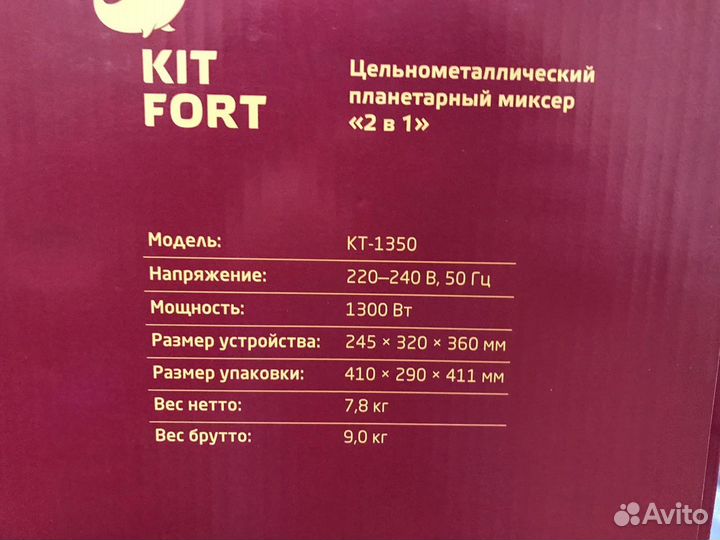 KIT
FORT
Цельнометаллический
планетарный миксер
«2 в 1»
Модель: КТ-1350
Напряжение: 220–240 В, 50 Гц
Мощность: 1300 Вт
Размер устройства: 245 × 320 × 360 мм
Размер упаковки: 410 × 290 × 411 мм
Вес нетто: 7,8 кг
Вес брутто: 9,0 кг
Avito